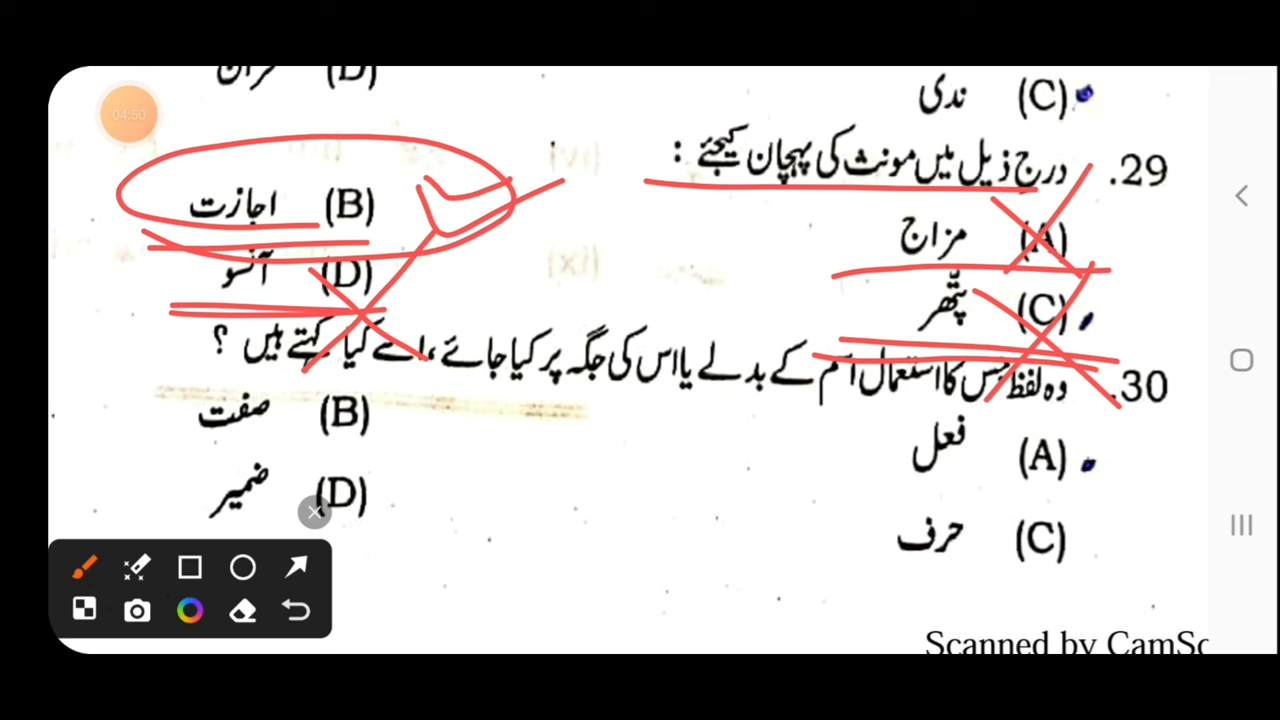 (D)
(C) ندی
29. درج ذیل میں مونث کی پہچان کیجئے :
(A) مزاج (B) اجازت
(C) پتھر (D) آنسو
30. وہ لفظ جس کا استعمال اسم کے بدلے یا اس کی جگہ پر کیا جائے، اسے کیا کہتے ہیں ؟
(A) فعل (B) صفت
(C) حرف (D) ضمیر
Scanned by CamSc
04:50